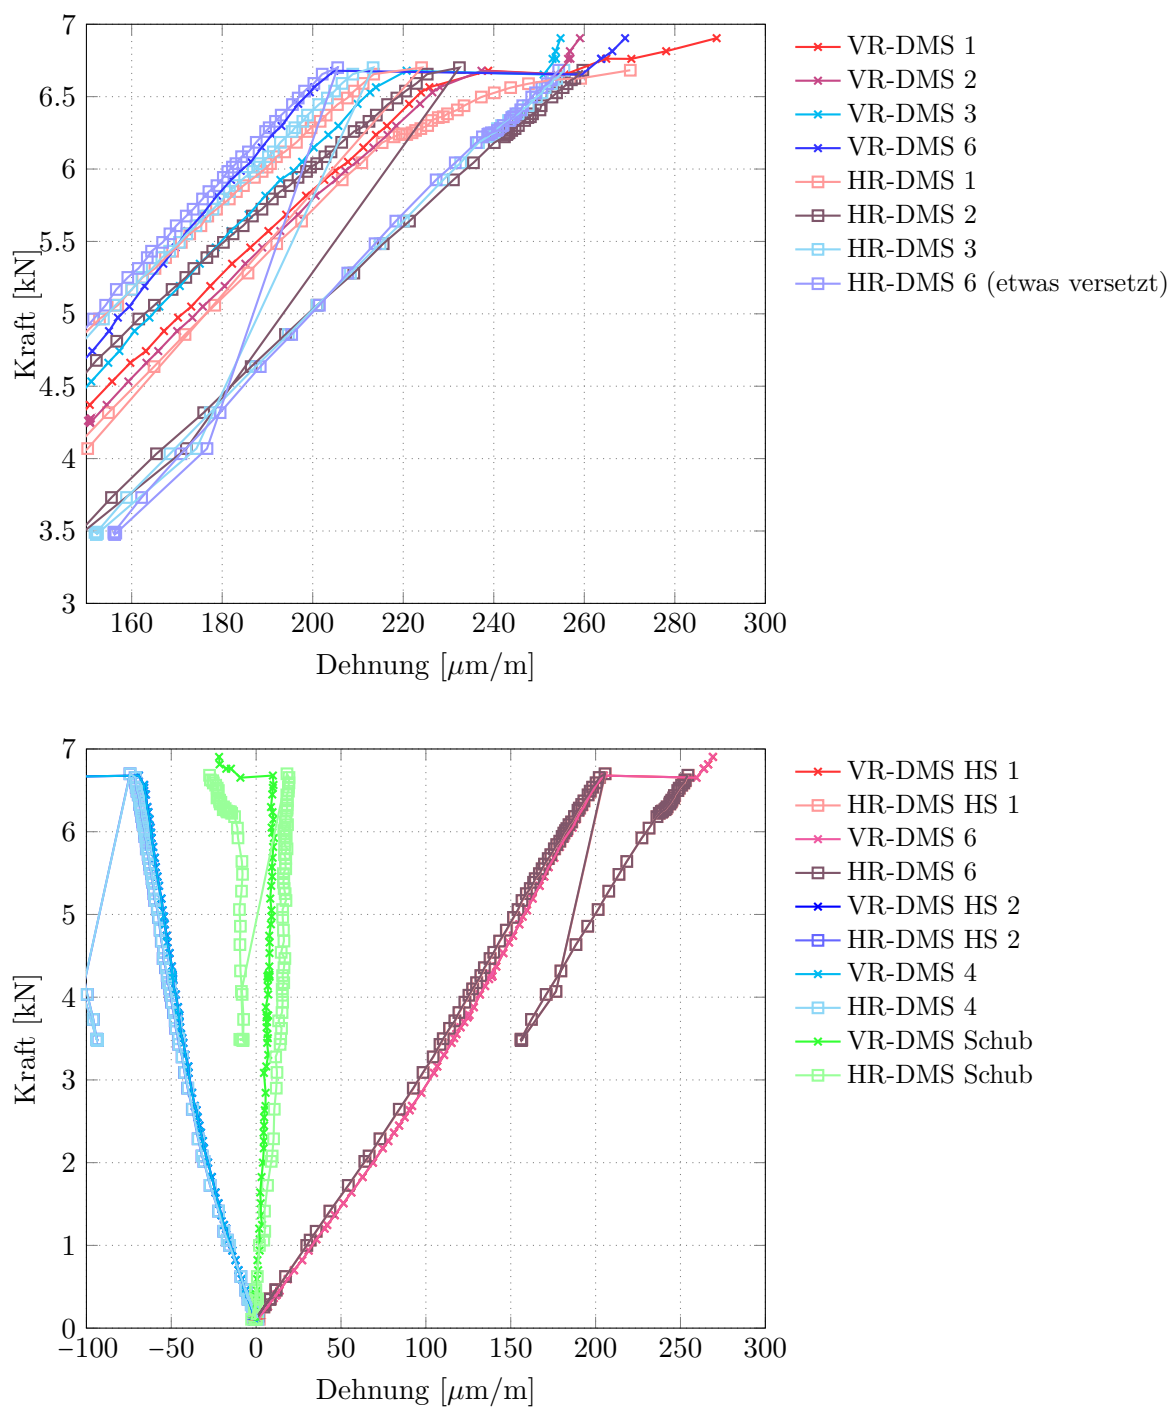 7
6.5
6
5.5
5
4.5
4
3.5
3
Kraft [kN]
160 180 200 220 240 260 280 300
Dehnung [μm/m]
VR-DMS 1
VR-DMS 2
VR-DMS 3
VR-DMS 6
HR-DMS 1
HR-DMS 2
HR-DMS 3
HR-DMS 6 (etwas versetzt)
7
6
5
4
3
2
1
0
Kraft [kN]
−100 −50 0 50 100 150 200 250 300
Dehnung [μm/m]
VR-DMS HS 1
HR-DMS HS 1
VR-DMS 6
HR-DMS 6
VR-DMS HS 2
HR-DMS HS 2
VR-DMS 4
HR-DMS 4
VR-DMS Schub
HR-DMS Schub